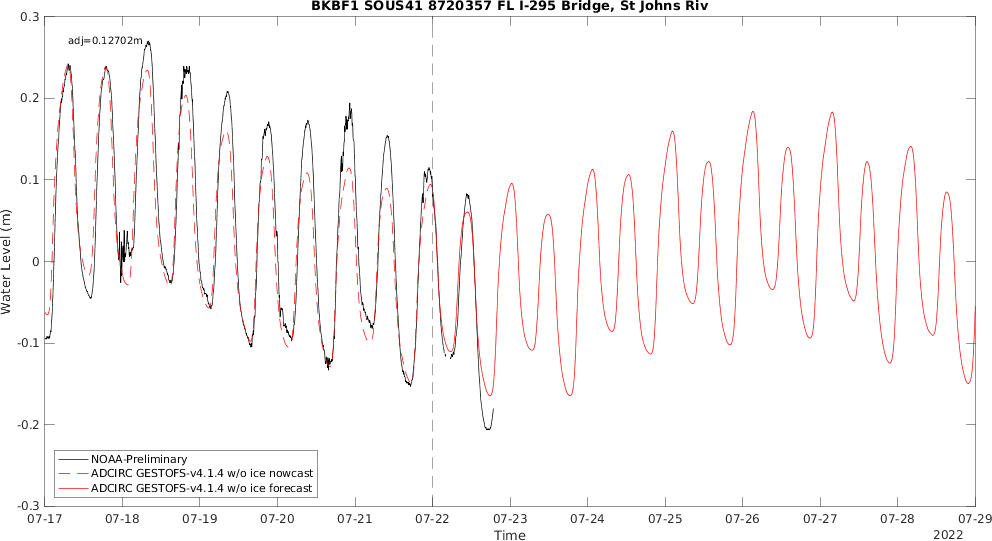 BKBF1 SOUS41 8720357 FL I-295 Bridge, St Johns Riv
adj=0.12702m
0.3
0.2
0.1
0
-0.1
-0.2
-0.3
Water Level (m)
NOAA-Preliminary
ADCIRC GESTOFS-v4.1.4 w/o ice nowcast
ADCIRC GESTOFS-v4.1.4 w/o ice forecast
07-17 07-18 07-19 07-20 07-21 07-22 07-23 07-24 07-25 07-26 07-27 07-28 07-29
Time
2022